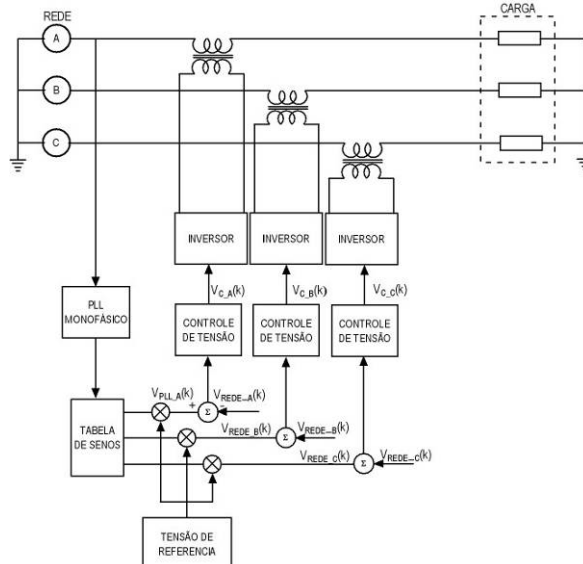 REDE
CARGA
A
B
C
INVERSOR
INVERSOR
INVERSOR
V_C_A(k)
V_C_B(k)
V_C_C(k)
PLL
MONOFÁSICO
CONTROLE
DE TENSÃO
CONTROLE
DE TENSÃO
CONTROLE
DE TENSÃO
TABELA
DE SENOS
V_PLL_A(k)
+
Σ
-
V_REDE_A(k)
V_REDE_B(k)
Σ
V_REDE_B(k)
V_REDE_C(k)
Σ
V_REDE_C(k)
TENSÃO DE
REFERENCIA